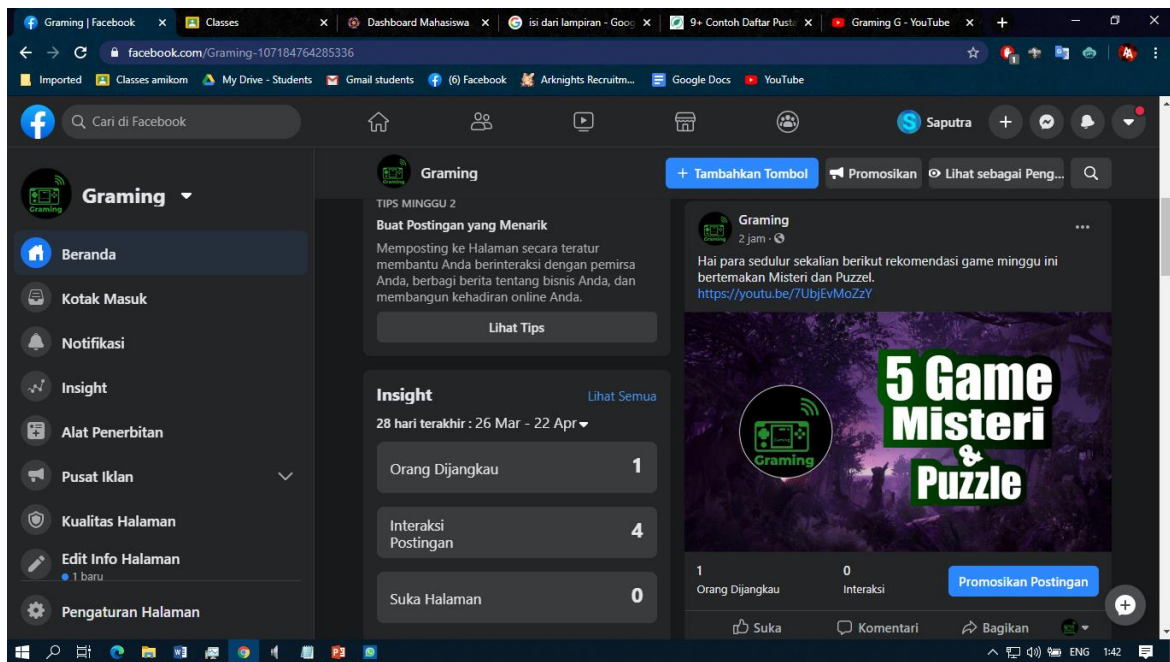 Graming | Facebook
Classes
Dashboard Mahasiswa
isi dari lampiran - Goog
9+ Contoh Daftar Pusta
Graming G - YouTube
facebook.com/Graming-107184764285336
Imported
Classes amikom
My Drive - Students
Gmail students
(6) Facebook
Arknights Recruitm...
Google Docs
YouTube
Cari di Facebook
Saputra
Graming
Graming
Beranda
Kotak Masuk
Notifikasi
Insight
Alat Penerbitan
Pusat Iklan
Kualitas Halaman
Edit Info Halaman
1 baru
Pengaturan Halaman
Graming
+ Tambahkan Tombol
Promosikan
Lihat sebagai Peng...
TIPS MINGGU 2
Buat Postingan yang Menarik
Memposting ke Halaman secara teratur
membantu Anda berinteraksi dengan pemirsa
Anda, berbagi berita tentang bisnis Anda, dan
membangun kehadiran online Anda.
Lihat Tips
Insight
Lihat Semua
28 hari terakhir : 26 Mar - 22 Apr
Orang Dijangkau 1
Interaksi
Postingan 4
Suka Halaman 0
Graming
2 jam ·
Hai para sedulur sekalian berikut rekomendasi game minggu ini
bertemakan Misteri dan Puzzel.
https://youtu.be/7UbjEvMoZzY
Graming
5 Game
Misteri
&
Puzzle
1
Orang Dijangkau
0
Interaksi
Promosikan Postingan
Suka
Komentari
Bagikan
ENG
1:42